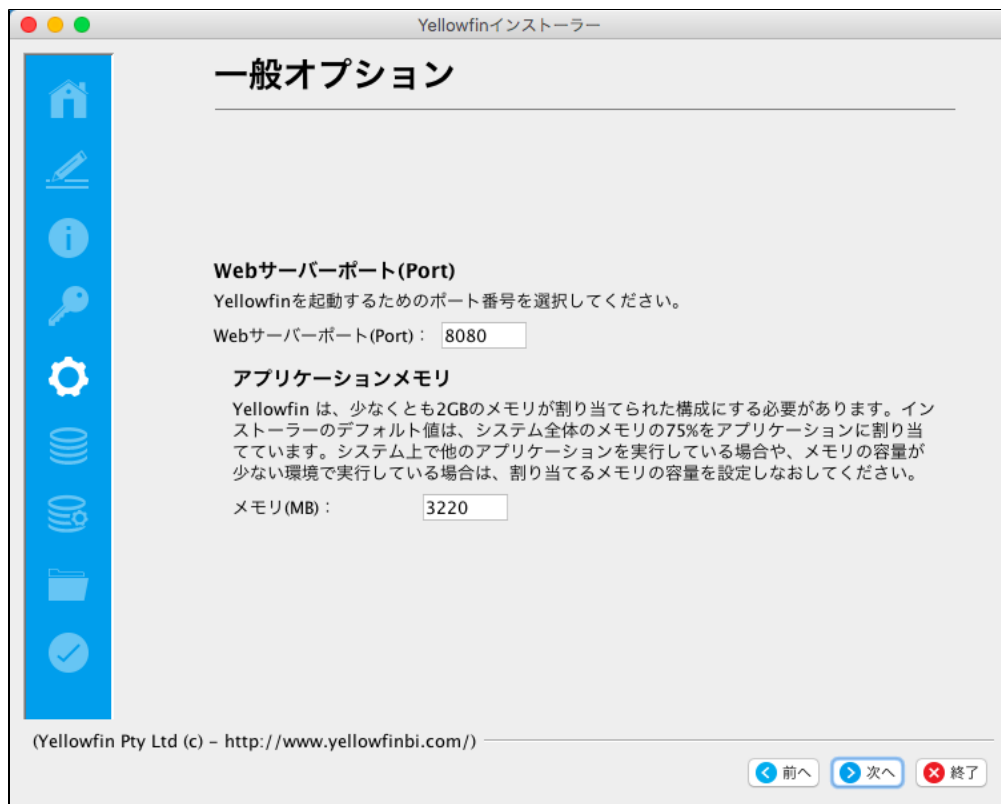 Yellowfinインストーラー
一般オプション
Webサーバーポート(Port)
Yellowfinを起動するためのポート番号を選択してください。
Webサーバーポート(Port)： 8080
アプリケーションメモリ
Yellowfin は、少なくとも2GBのメモリが割り当てられた構成にする必要があります。イン
ストーラーのデフォルト値は、システム全体のメモリの75%をアプリケーションに割り当
てています。システム上で他のアプリケーションを実行している場合や、メモリの容量が
少ない環境で実行している場合は、割り当てるメモリの容量を設定しなおしてください。
メモリ(MB)： 3220
(Yellowfin Pty Ltd (c) – http://www.yellowfinbi.com/)
前へ 次へ 終了